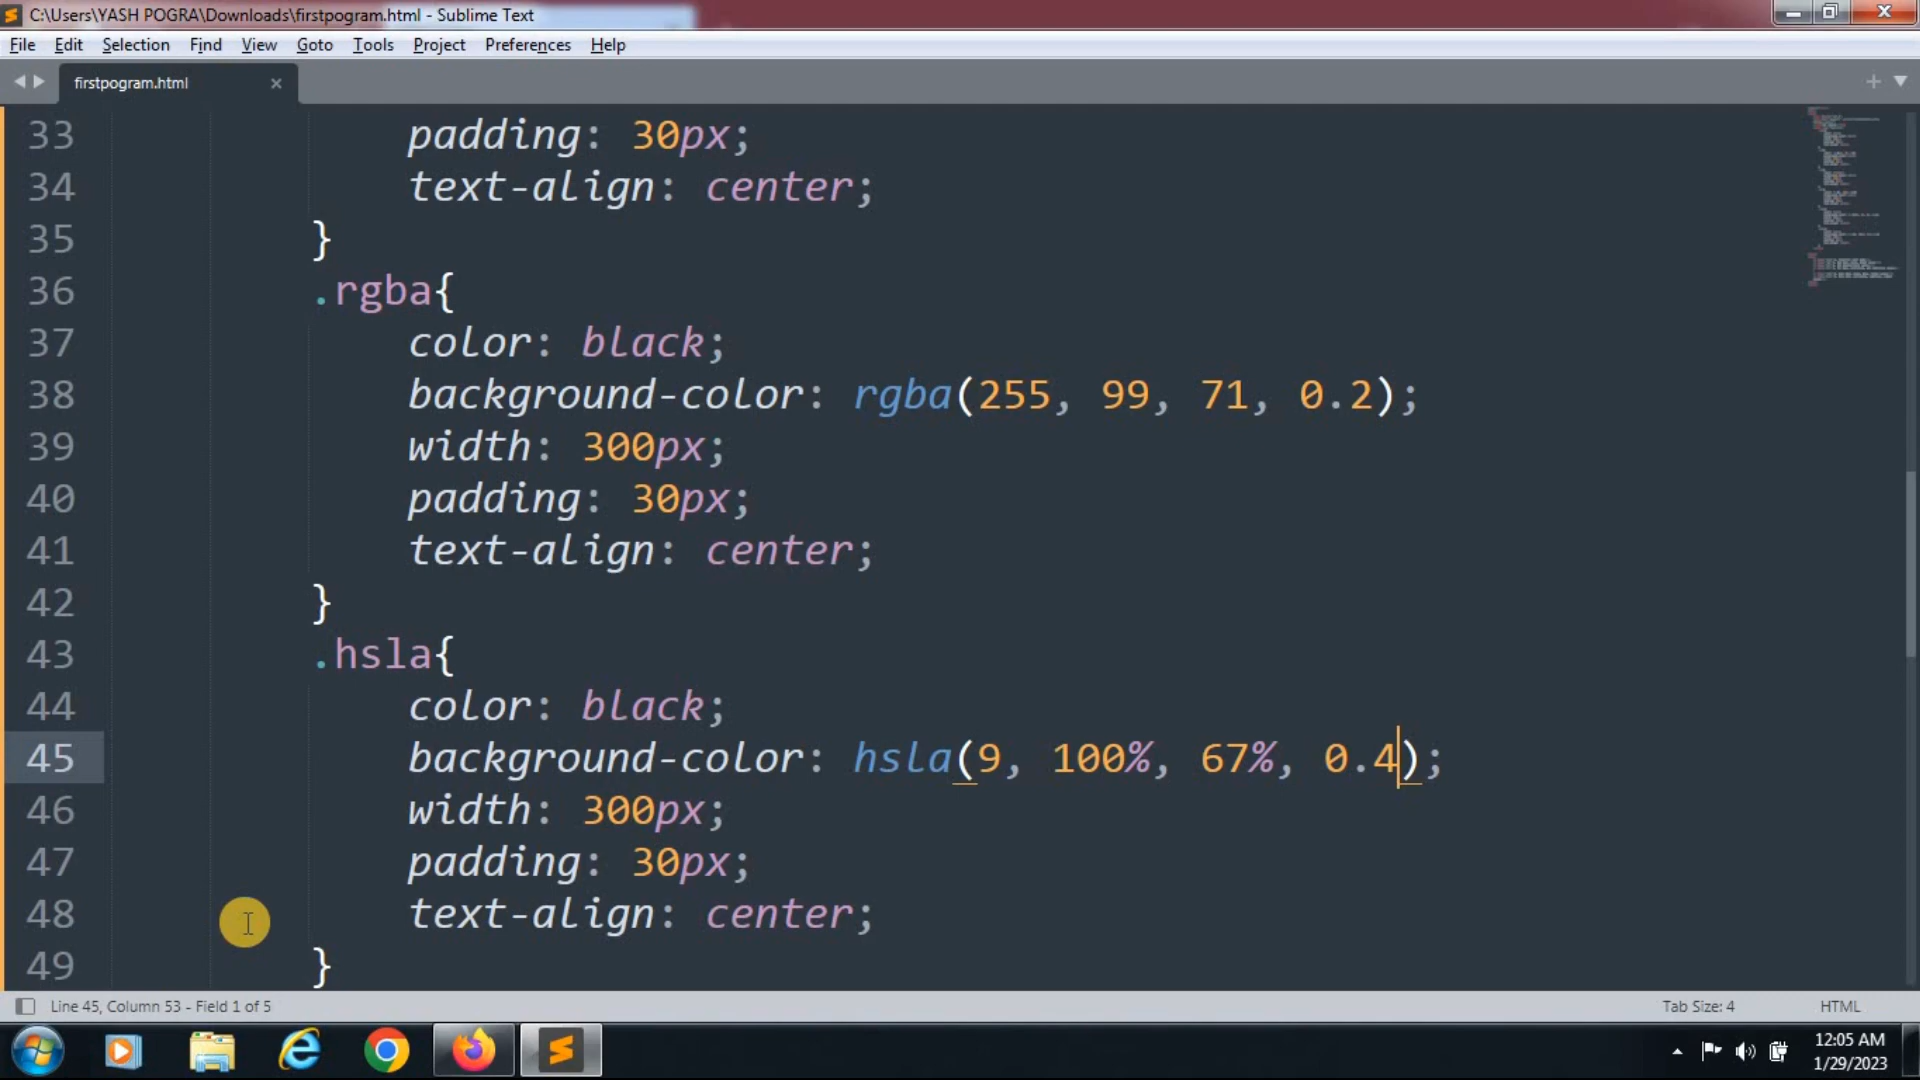 C:\Users\YASH POGRA\Downloads\firstpogram.html - Sublime Text
File Edit Selection Find View Goto Tools Project Preferences Help
firstpogram.html
33 padding: 30px;
34 text-align: center;
35 }
36 .rgba{
37 color: black;
38 background-color: rgba(255, 99, 71, 0.2);
39 width: 300px;
40 padding: 30px;
41 text-align: center;
42 }
43 .hsla{
44 color: black;
45 background-color: hsla(9, 100%, 67%, 0.4);
46 width: 300px;
47 padding: 30px;
48 text-align: center;
49 }
Line 45, Column 53 - Field 1 of 5 Tab Size: 4 HTML
12:05 AM
1/29/2023